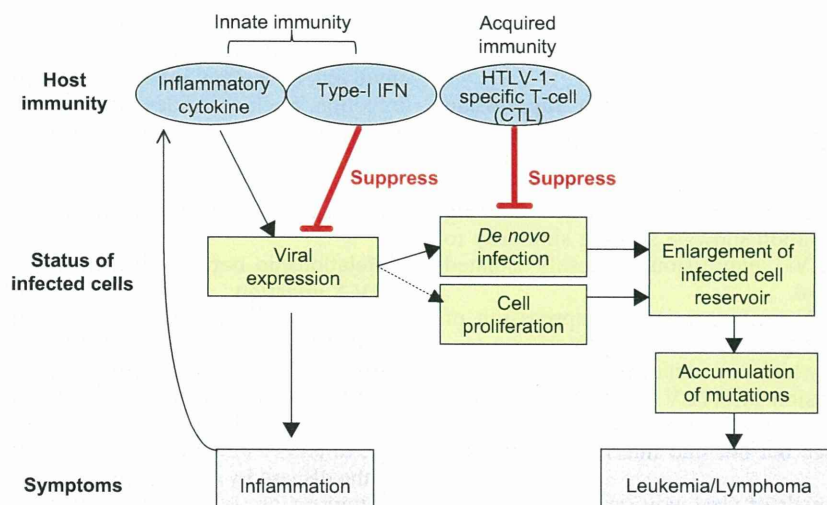 Innate immunity
Acquired
immunity
Host
immunity
Inflammatory
cytokine
Type-I IFN
HTLV-1-
specific T-cell
(CTL)
Suppress
Suppress
Status of
infected cells
Viral
expression
De novo
infection
Cell
proliferation
Enlargement of
infected cell
reservoir
Accumulation
of mutations
Symptoms
Inflammation
Leukemia/Lymphoma